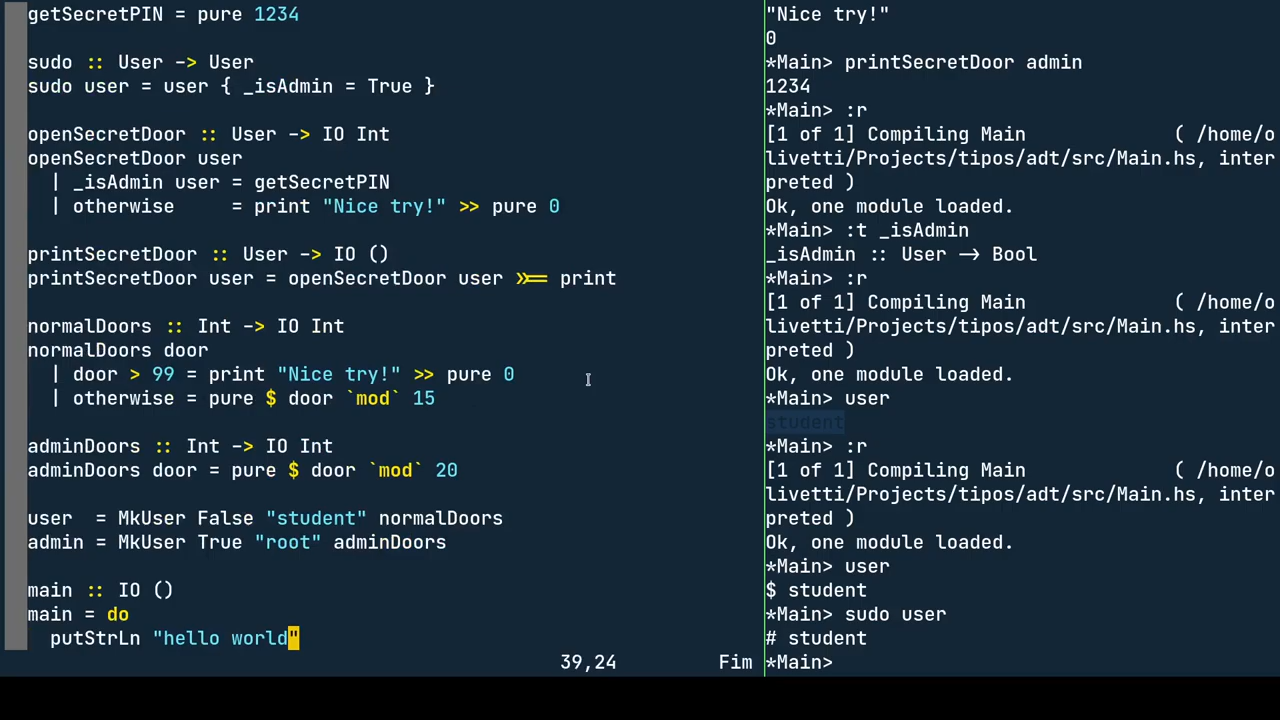 getSecretPIN = pure 1234
sudo :: User -> User
sudo user = user { _isAdmin = True }
openSecretDoor :: User -> IO Int
openSecretDoor user
| _isAdmin user = getSecretPIN
| otherwise     = print "Nice try!" >> pure 0
printSecretDoor :: User -> IO ()
printSecretDoor user = openSecretDoor user >>= print
normalDoors :: Int -> IO Int
normalDoors door
| door > 99 = print "Nice try!" >> pure 0
| otherwise = pure $ door `mod` 15
adminDoors :: Int -> IO Int
adminDoors door = pure $ door `mod` 20
user  = MkUser False "student" normalDoors
admin = MkUser True "root" adminDoors
main :: IO ()
main = do
putStrLn "hello world"
39,24 Fim
"Nice try!"
0
*Main> printSecretDoor admin
1234
*Main> :r
[1 of 1] Compiling Main ( /home/o
livetti/Projects/tipos/adt/src/Main.hs, inter
preted )
Ok, one module loaded.
*Main> :t _isAdmin
_isAdmin :: User -> Bool
*Main> :r
[1 of 1] Compiling Main ( /home/o
livetti/Projects/tipos/adt/src/Main.hs, inter
preted )
Ok, one module loaded.
*Main> user
student
*Main> :r
[1 of 1] Compiling Main ( /home/o
livetti/Projects/tipos/adt/src/Main.hs, inter
preted )
Ok, one module loaded.
*Main> user
$ student
*Main> sudo user
# student
*Main>